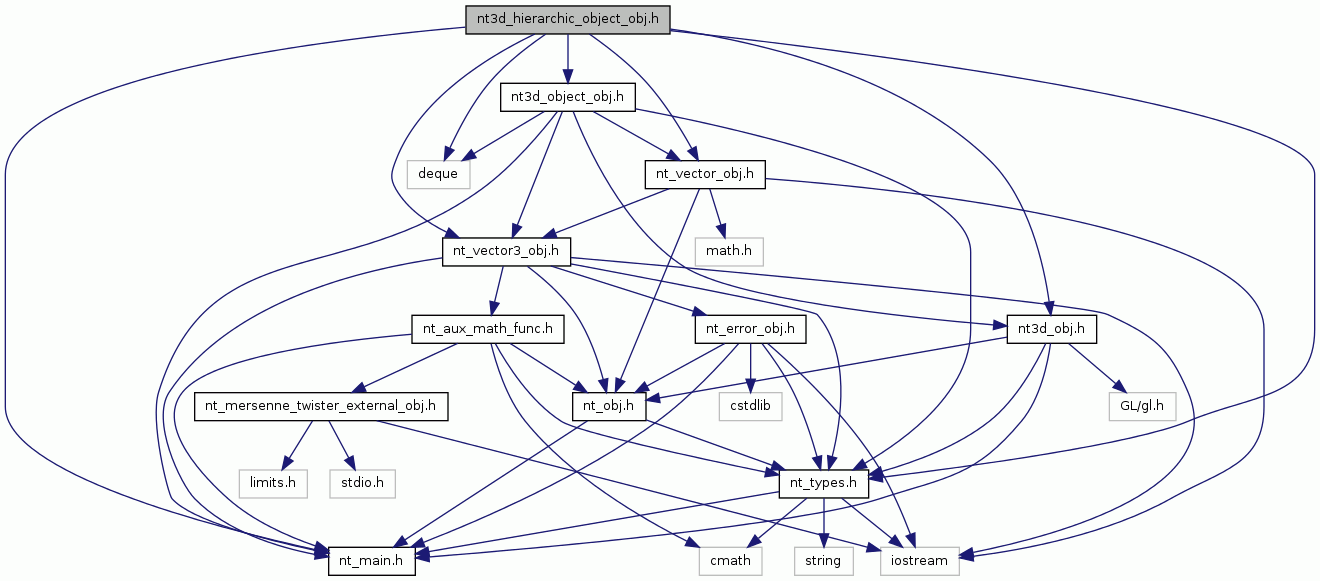 nt3d_hierarchic_object_obj.h
nt3d_object_obj.h
deque
nt_vector_obj.h
nt_vector3_obj.h
math.h
nt_aux_math_func.h
nt_error_obj.h
nt3d_obj.h
nt_mersenne_twister_external_obj.h
nt_obj.h
cstdlib
GL/gl.h
limits.h
stdio.h
nt_types.h
nt_main.h
cmath
string
iostream